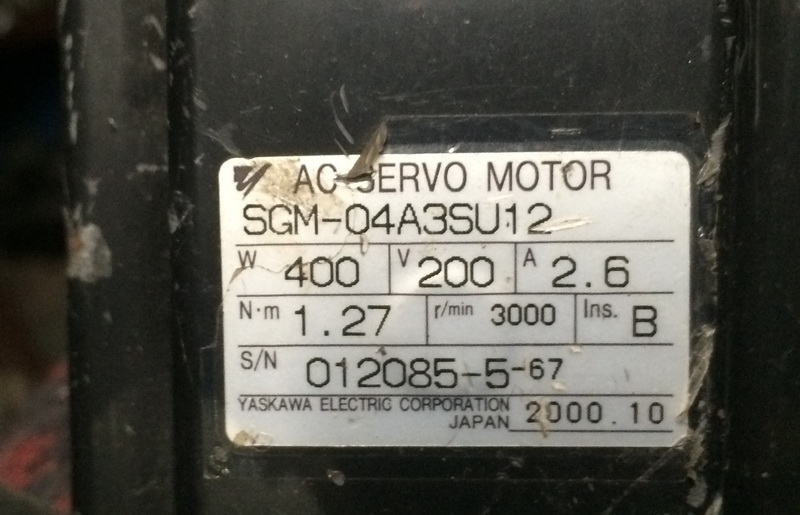 AC SERVO MOTOR
SGM-04A3SU12
W 400 V 200 A 2.6
N·m 1.27 r/min 3000 Ins. B
S/N 012085-5-67
YASKAWA ELECTRIC CORPORATION
JAPAN 2000.10